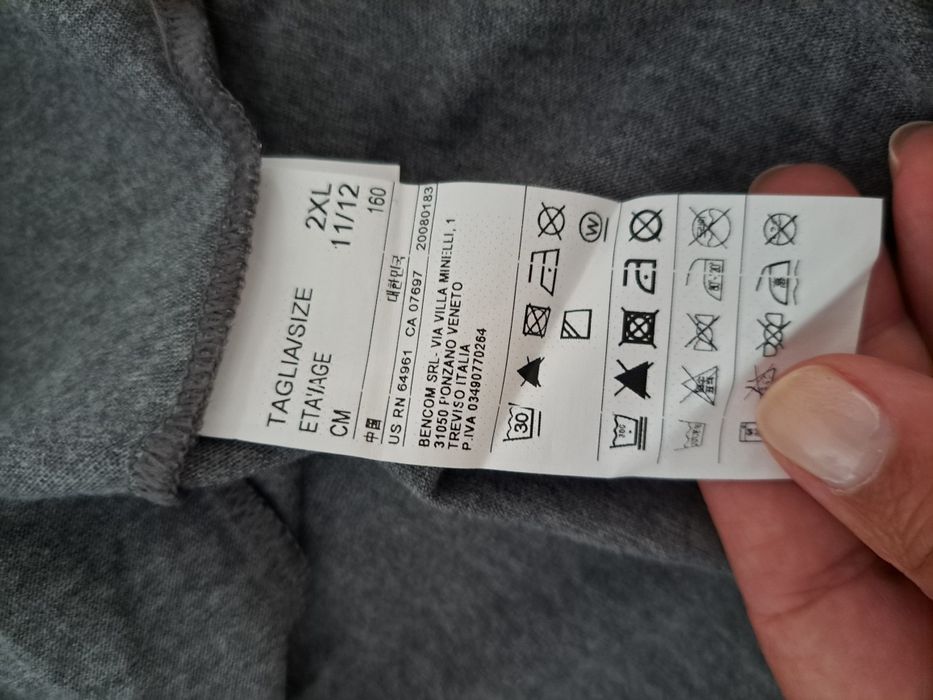 TAGLIA/SIZE 2XL
ETA'/AGE 11/12
CM 160
中国 대한민국
US RN 64961 CA 07697 20080183
BENCOM SRL- VIA VILLA MINELLI, 1
31050 PONZANO VENETO
TREVISO ITALIA
P.IVA 03490770264
30
W